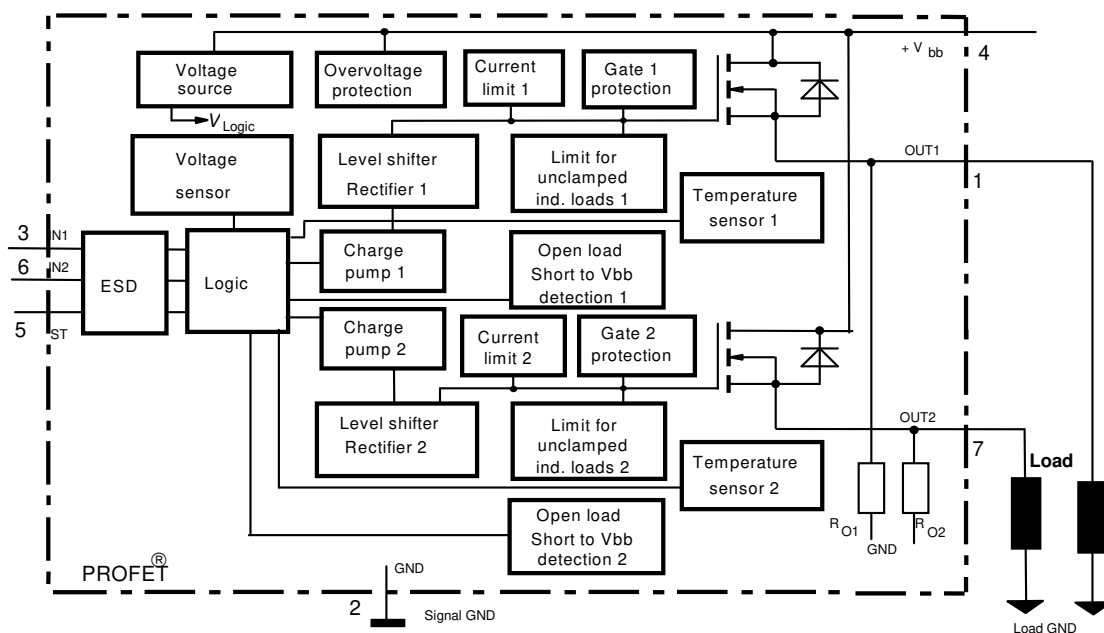 + V bb
4
Voltage
source
Overvoltage
protection
Current
limit 1
Gate 1
protection
V Logic
OUT1
1
Voltage
sensor
Level shifter
Rectifier 1
Limit for
unclamped
ind. loads 1
Temperature
sensor 1
3
IN1
6
IN2
5
ST
ESD
Logic
Charge
pump 1
Open load
Short to Vbb
detection 1
Charge
pump 2
Current
limit 2
Gate 2
protection
Level shifter
Rectifier 2
Limit for
unclamped
ind. loads 2
OUT2
7
Load
Temperature
sensor 2
R O1
GND
R O2
Open load
Short to Vbb
detection 2
PROFET®
GND
2
Signal GND
Load GND